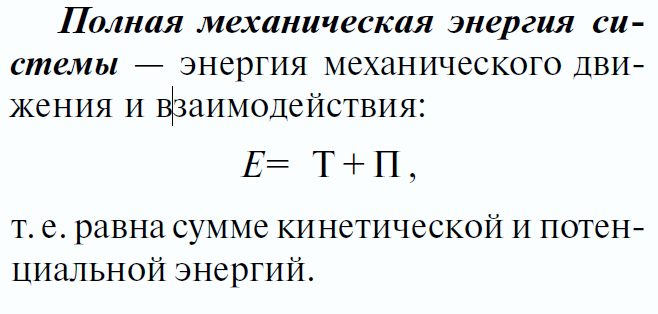 Полная механическая энергия си-
стемы — энергия механического дви-
жения и взаимодействия:
E= Т + П ,
т. е. равна сумме кинетической и потен-
циальной энергий.